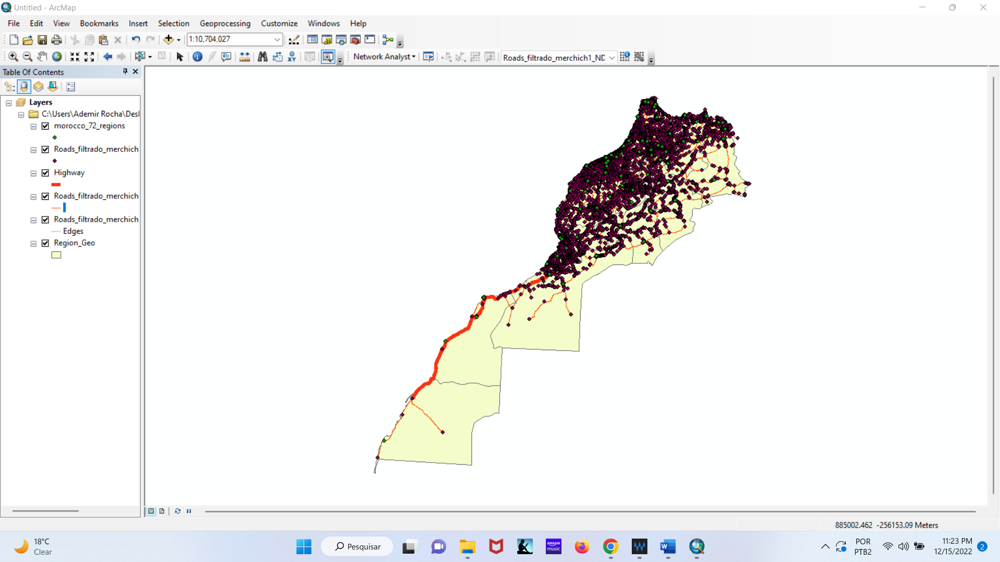 Untitled - ArcMap
File Edit View Bookmarks Insert Selection Geoprocessing Customize Windows Help
1:10,704,027
Network Analyst
Roads_filtrado_merchich1_ND
Table Of Contents
Layers
C:\Users\Ademir Rocha\Desl
morocco_72_regions
Roads_filtrado_merchich
Highway
Roads_filtrado_merchich
Roads_filtrado_merchich
Edges
Region_Geo
885002.462 -256153.09 Meters
18°C
Clear
Pesquisar
amazon
music
POR
PTB2
11:23 PM
12/15/2022
2